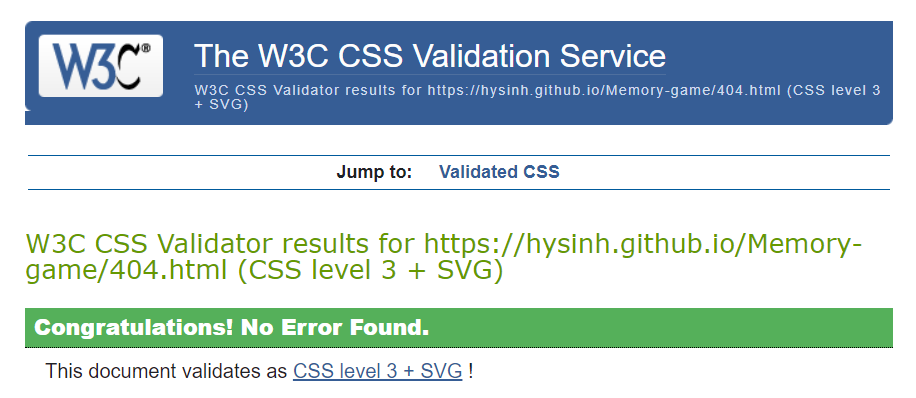 W3C®
The W3C CSS Validation Service
W3C CSS Validator results for https://hysinh.github.io/Memory-game/404.html (CSS level 3
+ SVG)
Jump to: Validated CSS
W3C CSS Validator results for https://hysinh.github.io/Memory-
game/404.html (CSS level 3 + SVG)
Congratulations! No Error Found.
This document validates as CSS level 3 + SVG !